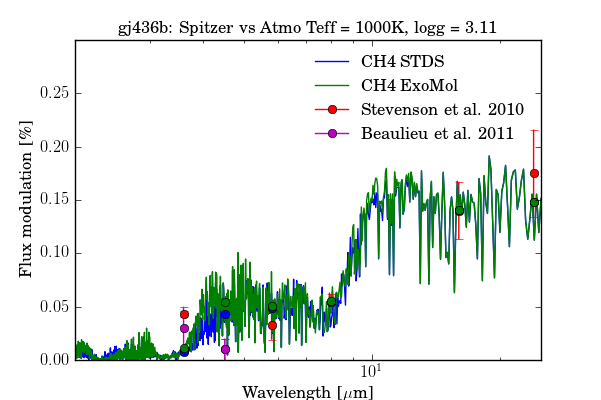 gj436b: Spitzer vs Atmo Teff = 1000K, logg = 3.11
CH4 STDS
CH4 ExoMol
Stevenson et al. 2010
Beaulieu et al. 2011
0.25
0.20
0.15
0.10
0.05
0.00
Flux modulation [%]
10¹
Wavelength [μm]